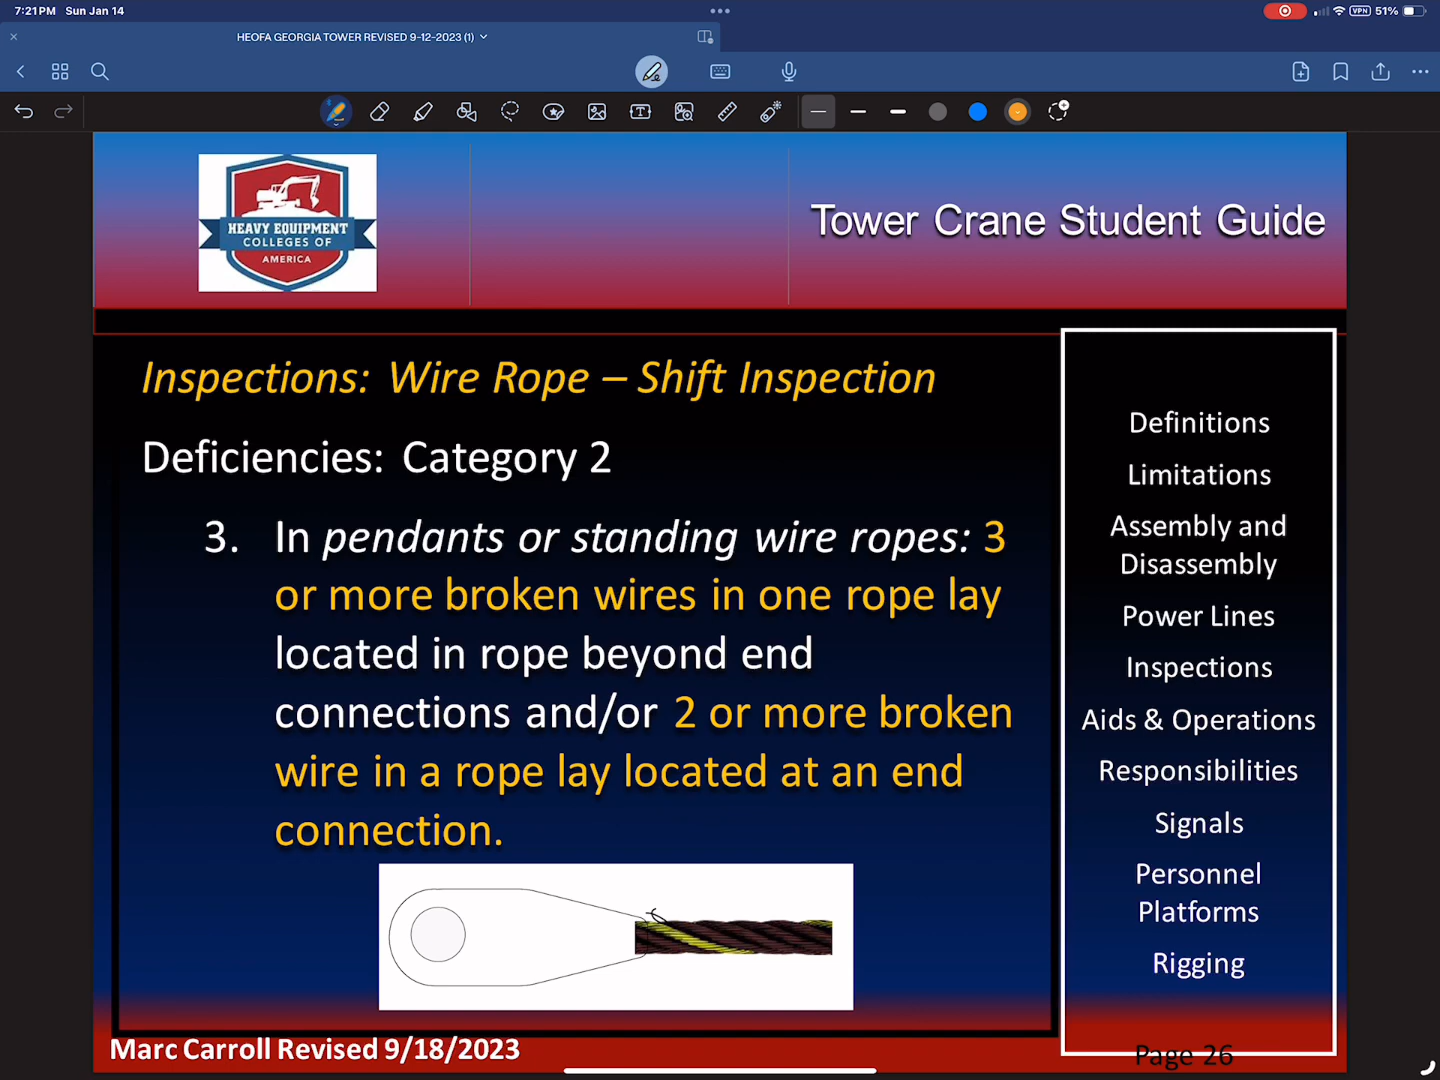 7:21 PM Sun Jan 14
VPN 51%
HEOFA GEORGIA TOWER REVISED 9-12-2023 (1)
HEAVY EQUIPMENT
COLLEGES OF
AMERICA
Tower Crane Student Guide
Inspections: Wire Rope – Shift Inspection
Deficiencies: Category 2
3. In pendants or standing wire ropes: 3
or more broken wires in one rope lay
located in rope beyond end
connections and/or 2 or more broken
wire in a rope lay located at an end
connection.
Definitions
Limitations
Assembly and
Disassembly
Power Lines
Inspections
Aids & Operations
Responsibilities
Signals
Personnel
Platforms
Rigging
Marc Carroll Revised 9/18/2023
Page 26